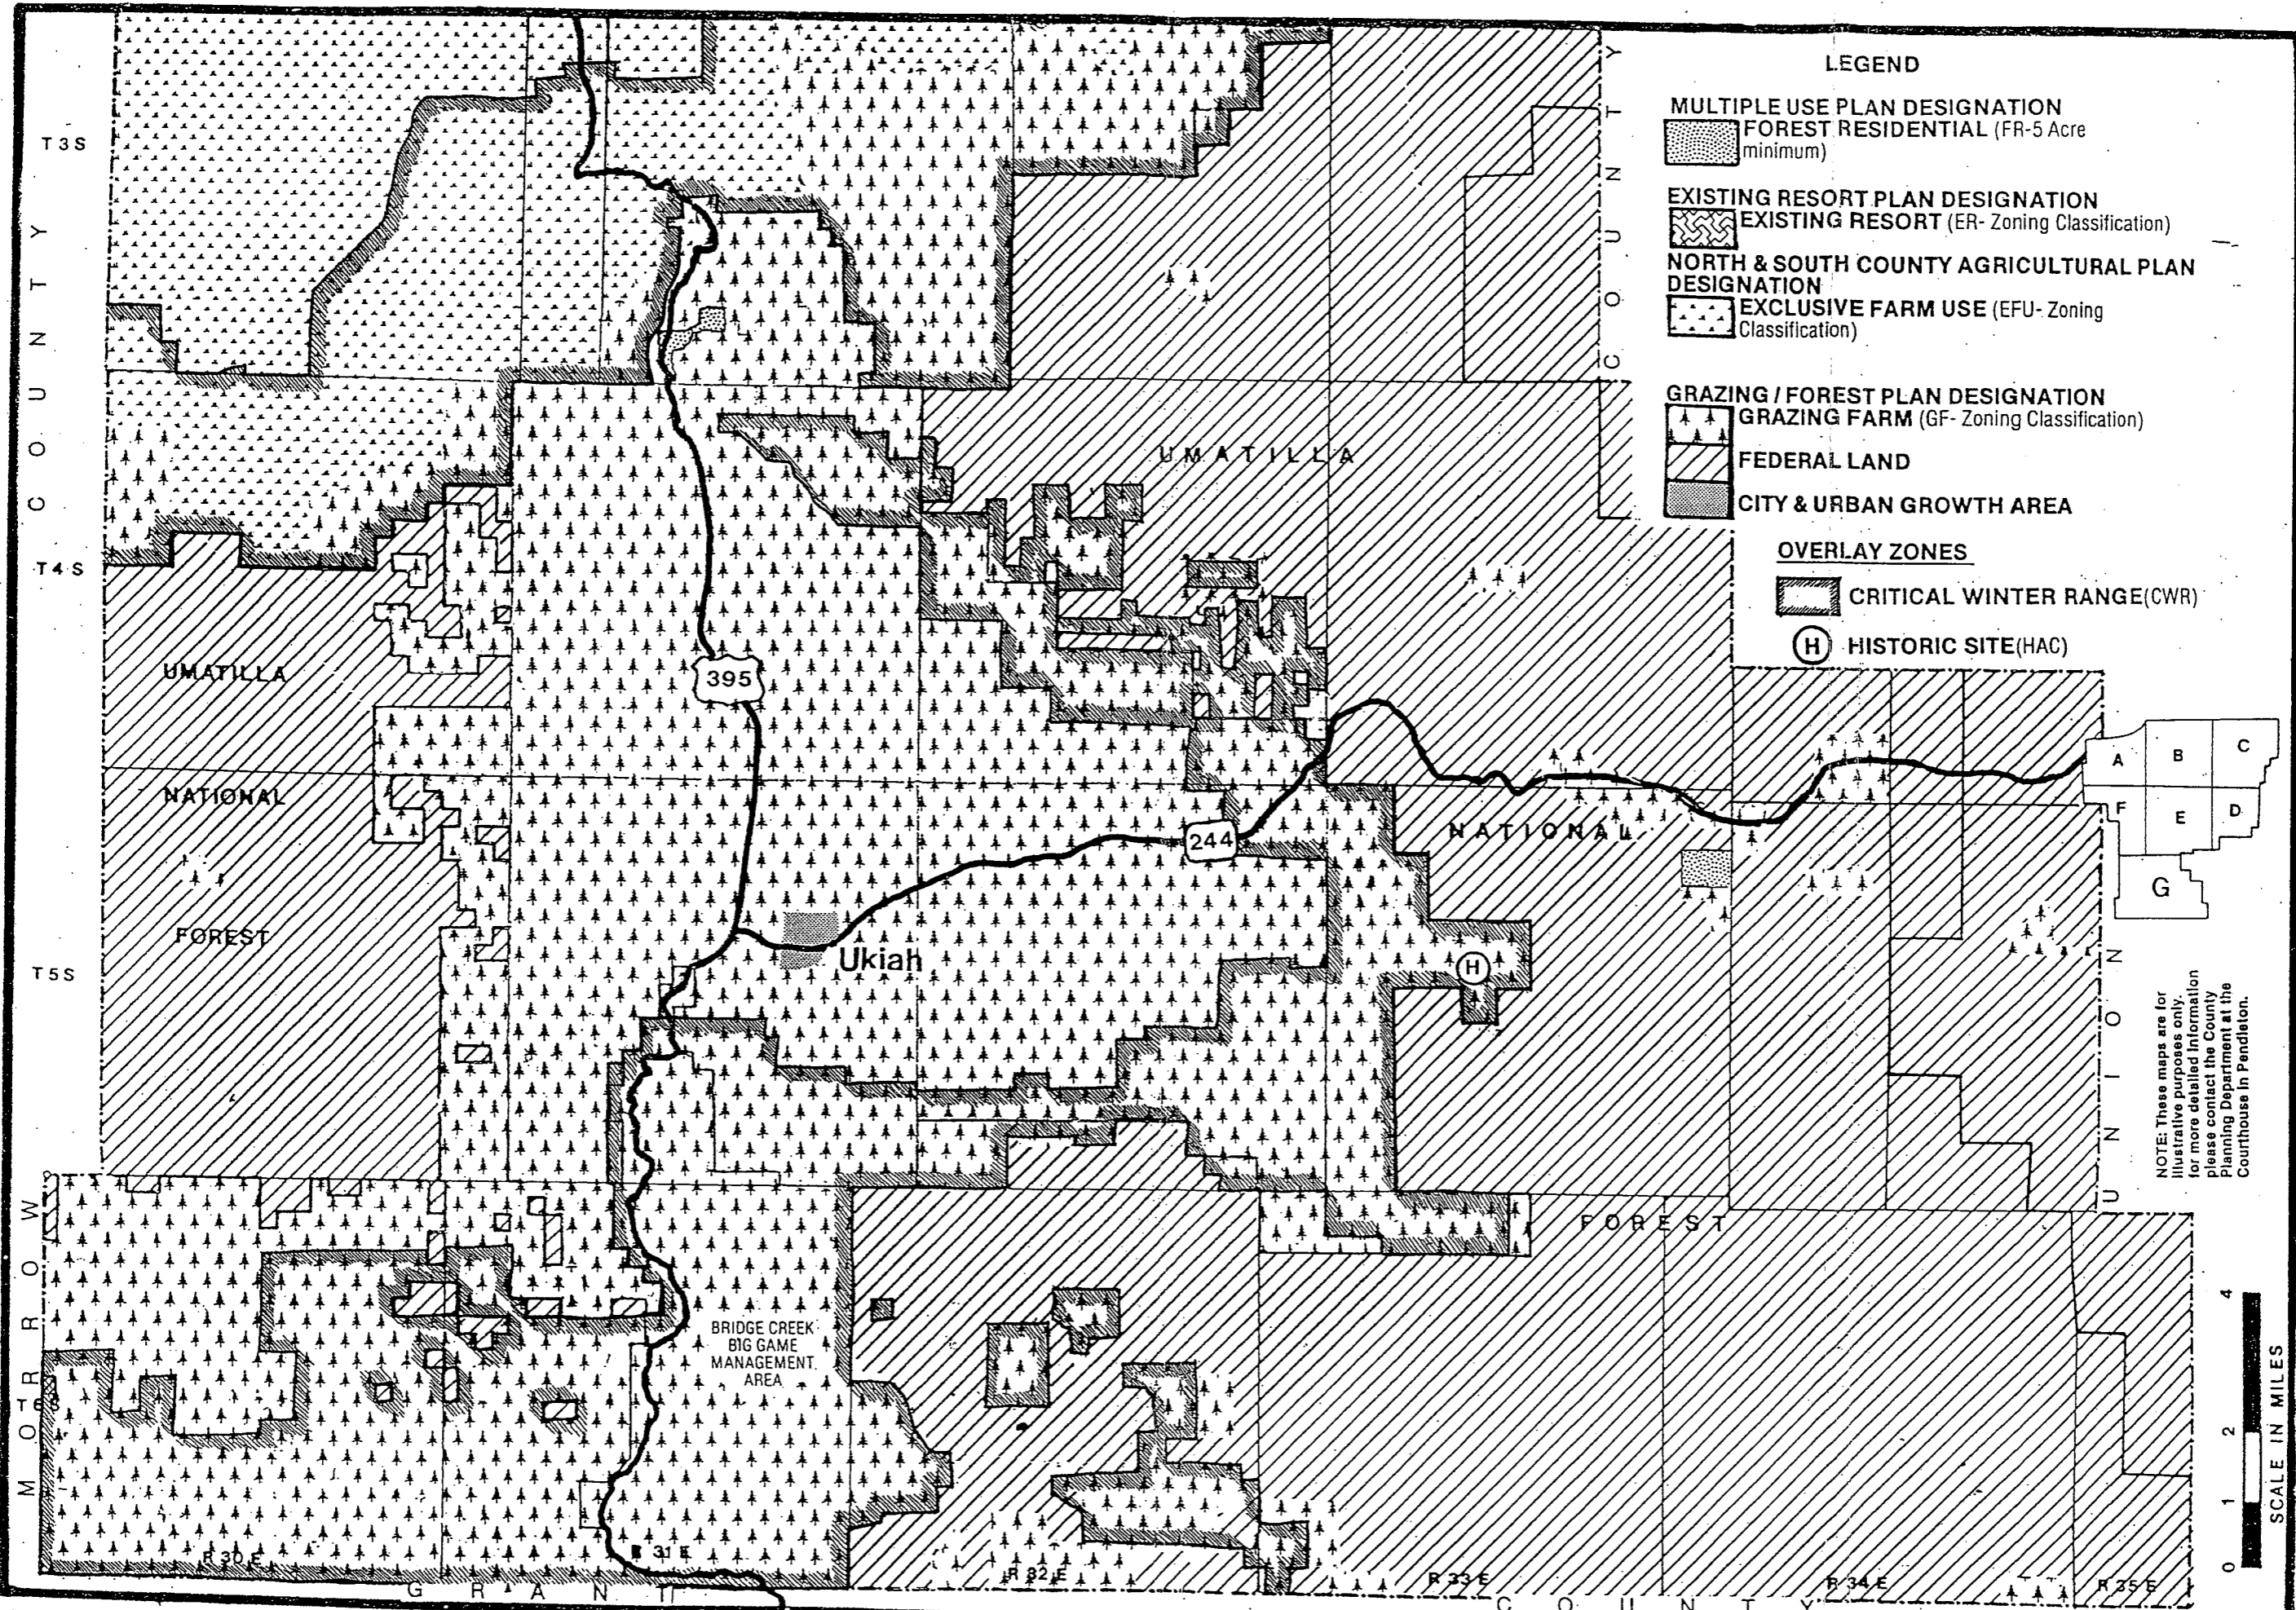 LEGEND
MULTIPLE USE PLAN DESIGNATION
FOREST RESIDENTIAL (FR-5 Acre
minimum)
EXISTING RESORT PLAN DESIGNATION
EXISTING RESORT (ER- Zoning Classification)
NORTH & SOUTH COUNTY AGRICULTURAL PLAN
DESIGNATION
EXCLUSIVE FARM USE (EFU- Zoning
Classification)
GRAZING / FOREST PLAN DESIGNATION
GRAZING FARM (GF- Zoning Classification)
FEDERAL LAND
CITY & URBAN GROWTH AREA
OVERLAY ZONES
CRITICAL WINTER RANGE(CWR)
H HISTORIC SITE(HAC)
T3S
T4S
T5S
T6S
COUNTY
MORROW
COUNTY
UNION
UMATILLA
NATIONAL
FOREST
UMATILLA
NATIONAL
FOREST
395
244
Ukiah
H
BRIDGE CREEK
BIG GAME
MANAGEMENT
AREA
A B C
F E D
G
NOTE: These maps are for
illustrative purposes only.
for more detailed information
please contact the County
Planning Department at the
Courthouse in Pendleton.
0 1 2 4
SCALE IN MILES
R 30 E
R 31 E
R 32 E
R 33 E
R 34 E
R 35 E
GRANT
COUNTY